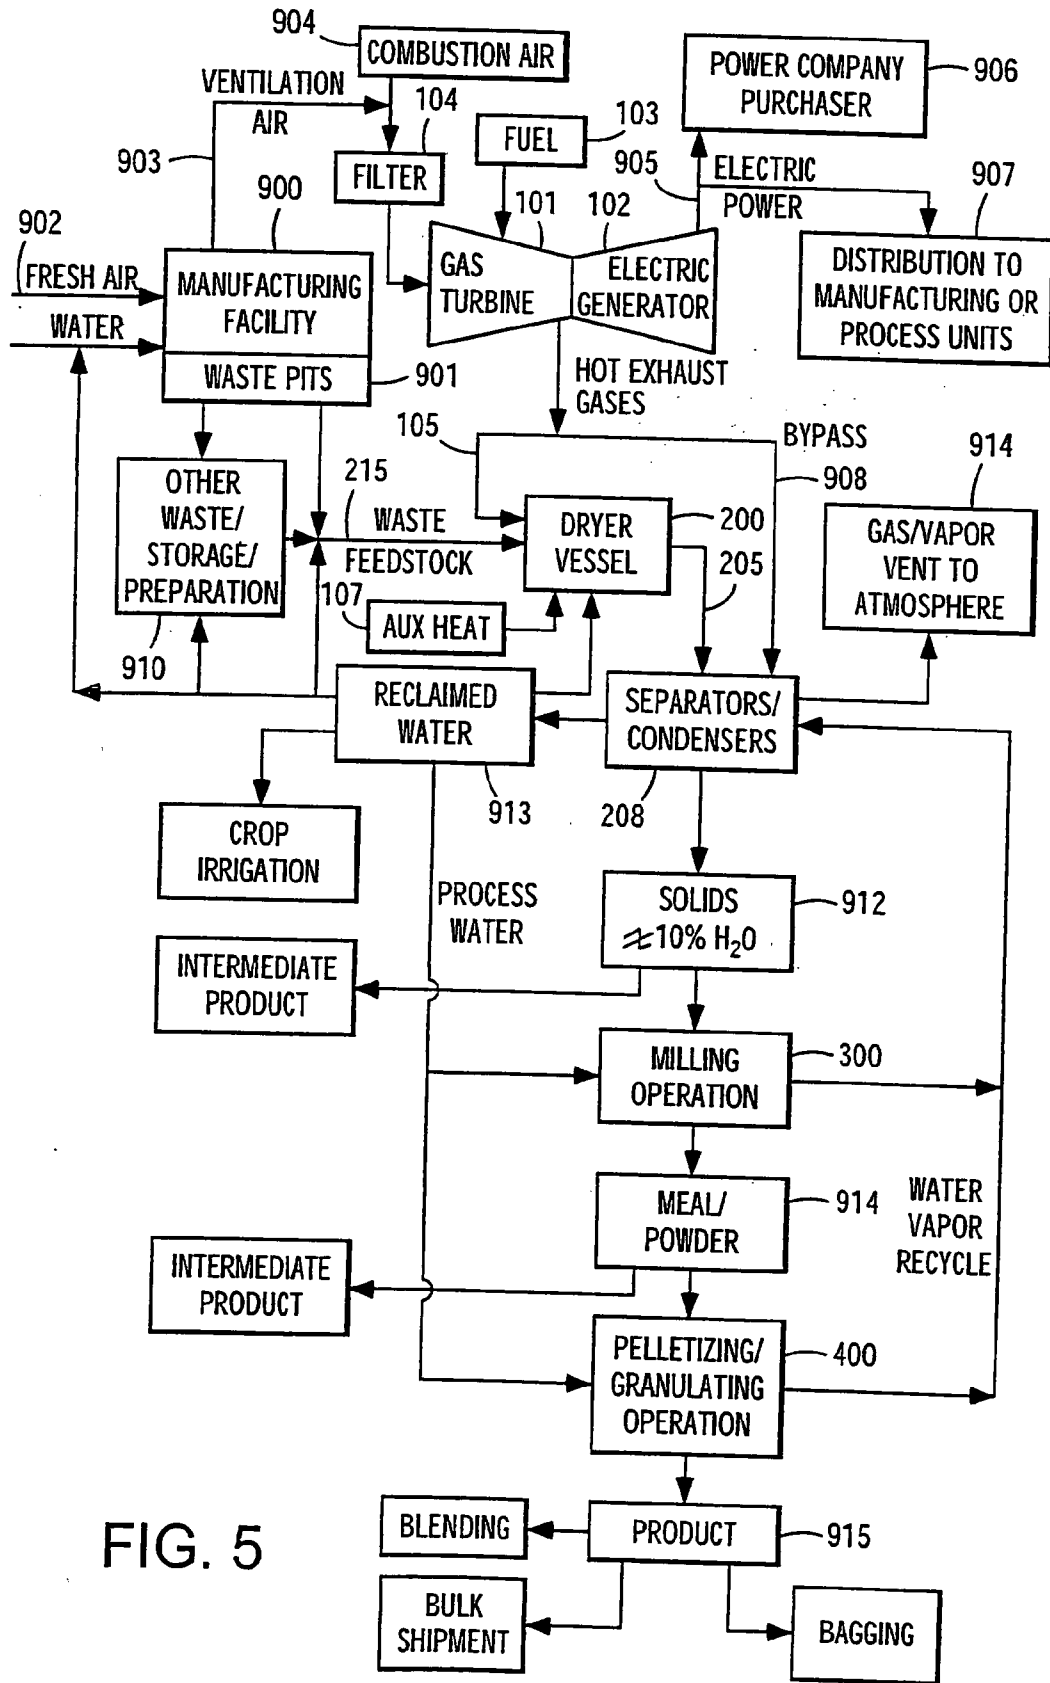 904
COMBUSTION AIR
POWER COMPANY
PURCHASER
906
VENTILATION
AIR
104
FUEL
103
903
FILTER
905
ELECTRIC
POWER
907
900
101
102
902
FRESH AIR
WATER
MANUFACTURING
FACILITY
WASTE PITS
901
GAS
TURBINE
ELECTRIC
GENERATOR
DISTRIBUTION TO
MANUFACTURING OR
PROCESS UNITS
HOT EXHAUST
GASES
105
BYPASS
908
914
OTHER
WASTE/
STORAGE/
PREPARATION
910
215
WASTE
FEEDSTOCK
DRYER
VESSEL
200
205
GAS/VAPOR
VENT TO
ATMOSPHERE
107
AUX HEAT
RECLAIMED
WATER
913
SEPARATORS/
CONDENSERS
208
CROP
IRRIGATION
PROCESS
WATER
SOLIDS
≉10% H₂O
912
INTERMEDIATE
PRODUCT
MILLING
OPERATION
300
MEAL/
POWDER
914
WATER
VAPOR
RECYCLE
INTERMEDIATE
PRODUCT
PELLETIZING/
GRANULATING
OPERATION
400
FIG. 5
BLENDING
PRODUCT
915
BULK
SHIPMENT
BAGGING